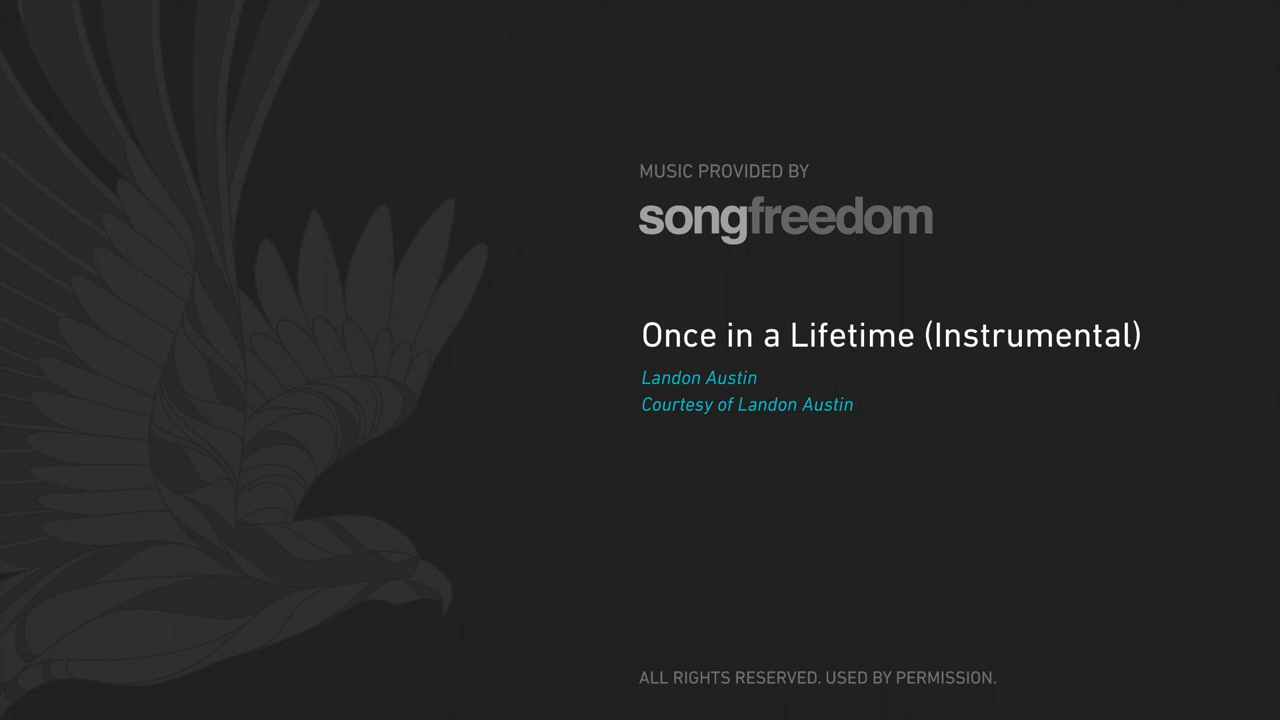 MUSIC PROVIDED BY
songfreedom
Once in a Lifetime (Instrumental)
Landon Austin
Courtesy of Landon Austin
ALL RIGHTS RESERVED. USED BY PERMISSION.